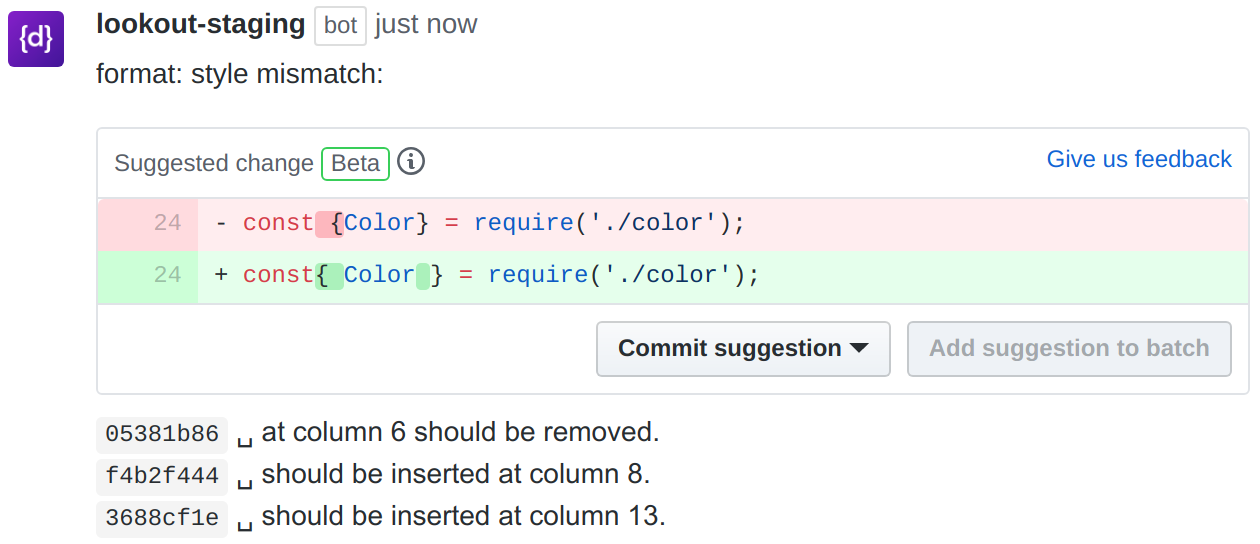 {d}
lookout-staging bot just now
format: style mismatch:
Suggested change Beta i Give us feedback
24 - const {Color} = require('./color');
24 + const{ Color } = require('./color');
Commit suggestion Add suggestion to batch
05381b86 ␣ at column 6 should be removed.
f4b2f444 ␣ should be inserted at column 8.
3688cf1e ␣ should be inserted at column 13.